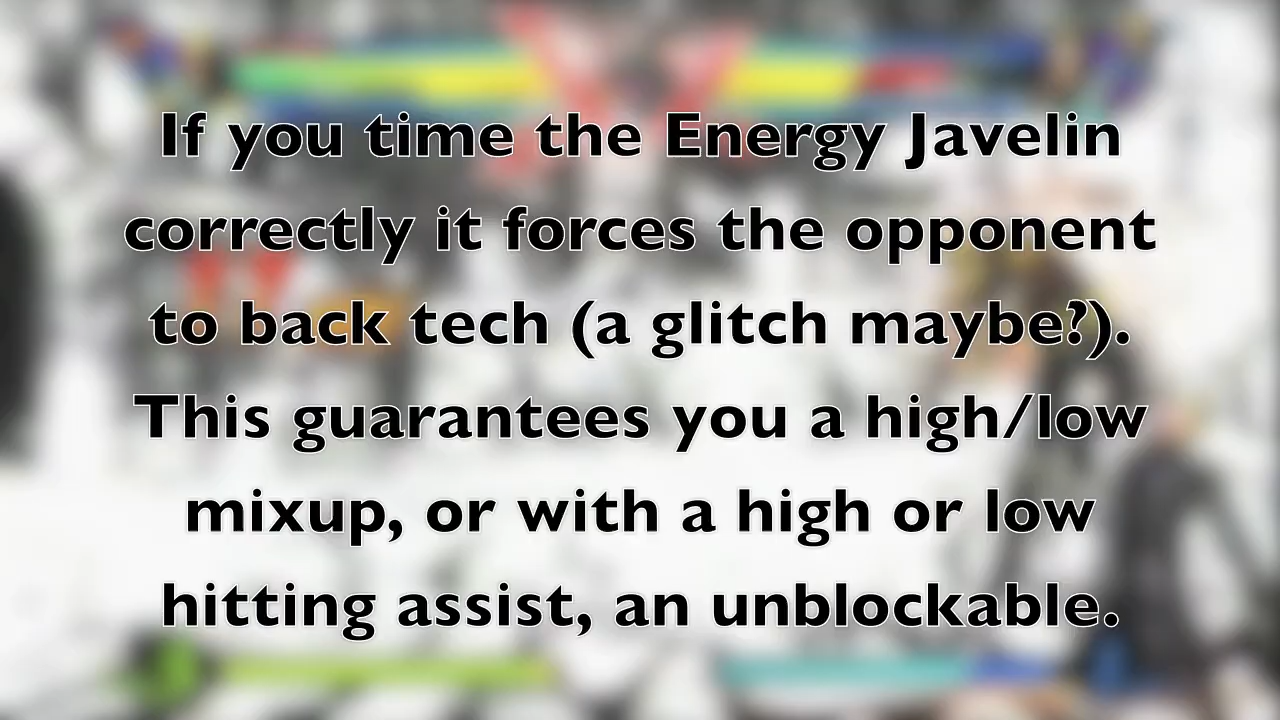 If you time the Energy Javelin
correctly it forces the opponent
to back tech (a glitch maybe?).
This guarantees you a high/low
mixup, or with a high or low
hitting assist, an unblockable.